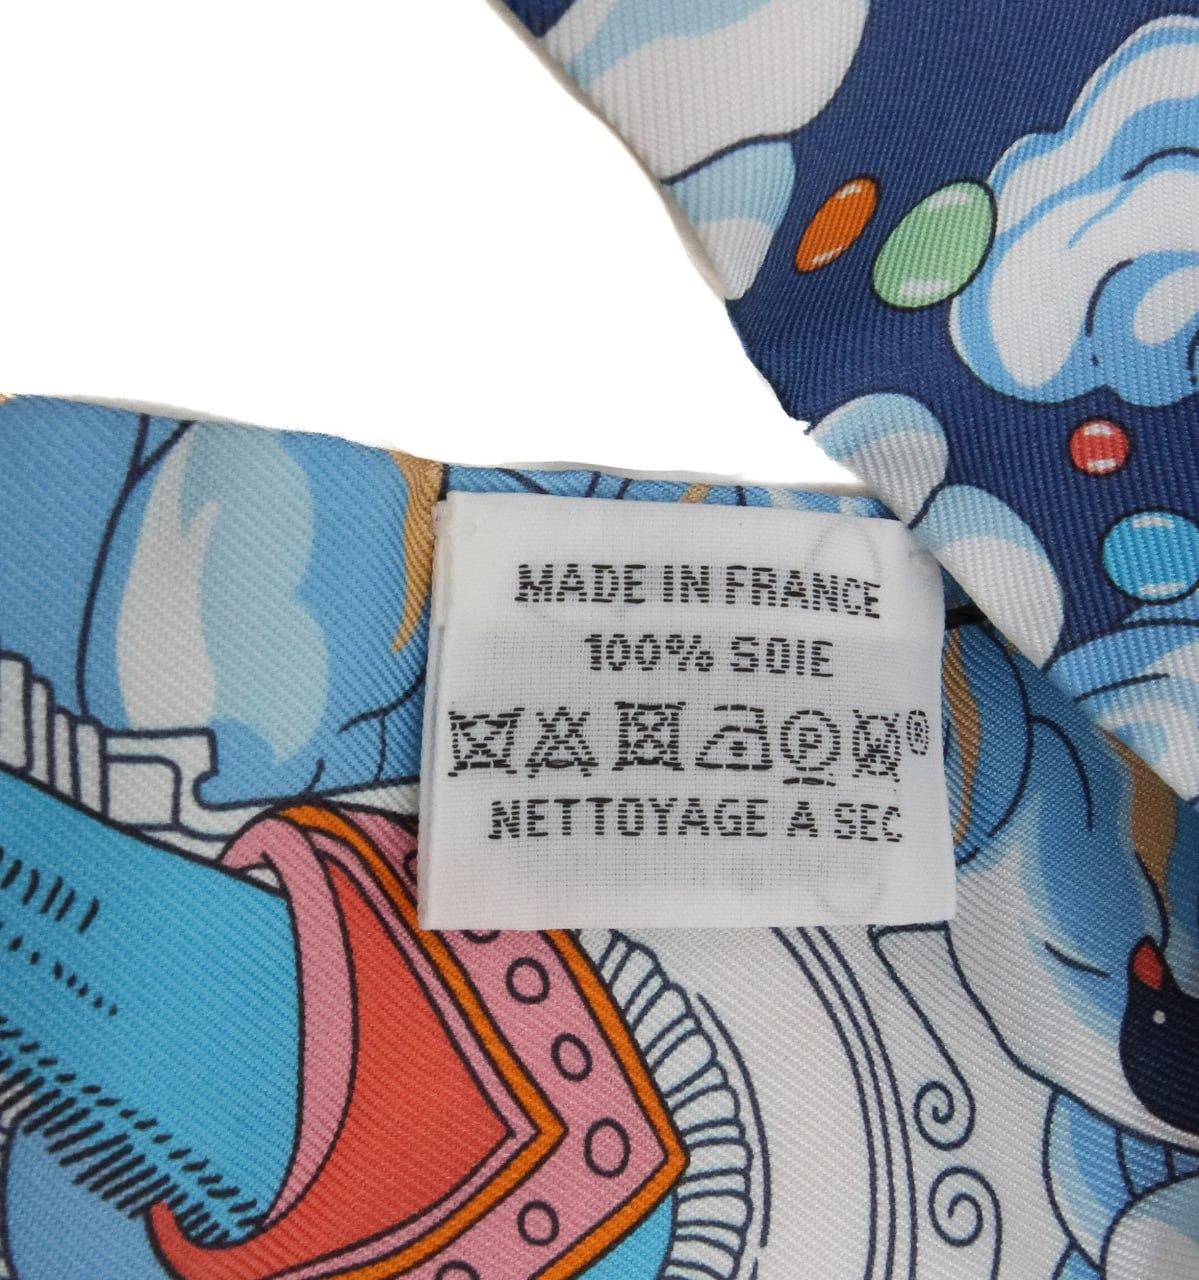 MADE IN FRANCE
100% SOIE
P ®
NETTOYAGE A SEC